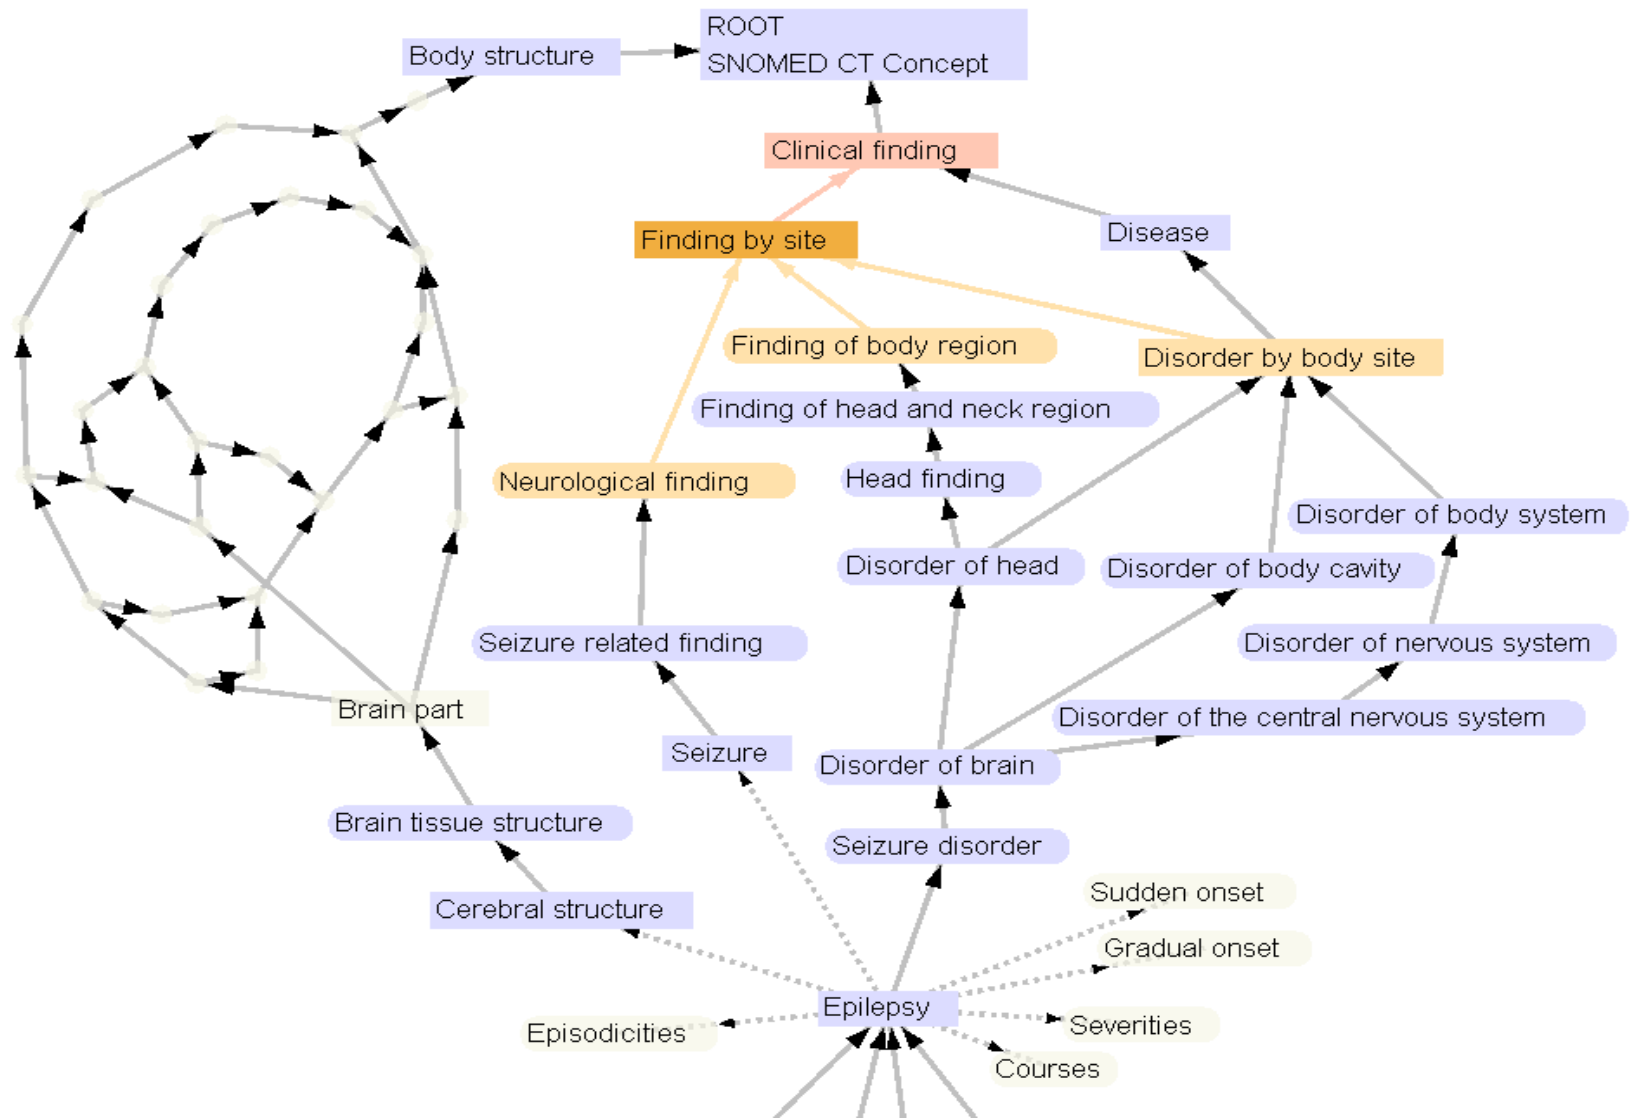 ROOT
SNOMED CT Concept
Body structure
Clinical finding
Disease
Finding by site
Finding of body region
Disorder by body site
Finding of head and neck region
Head finding
Neurological finding
Disorder of body system
Disorder of head
Disorder of body cavity
Seizure related finding
Disorder of nervous system
Brain part
Disorder of the central nervous system
Seizure
Disorder of brain
Brain tissue structure
Seizure disorder
Sudden onset
Cerebral structure
Gradual onset
Epilepsy
Episodicities
Severities
Courses